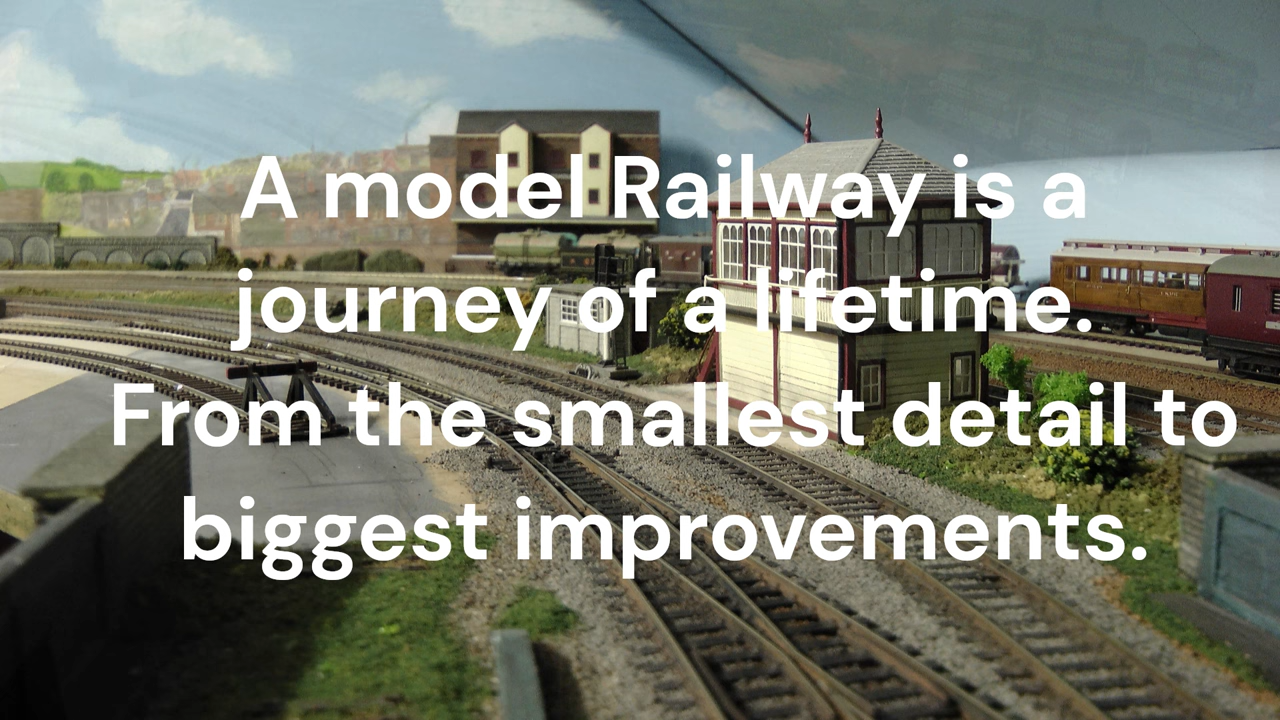 A model Railway is a
journey of a lifetime.
From the smallest detail to
biggest improvements.